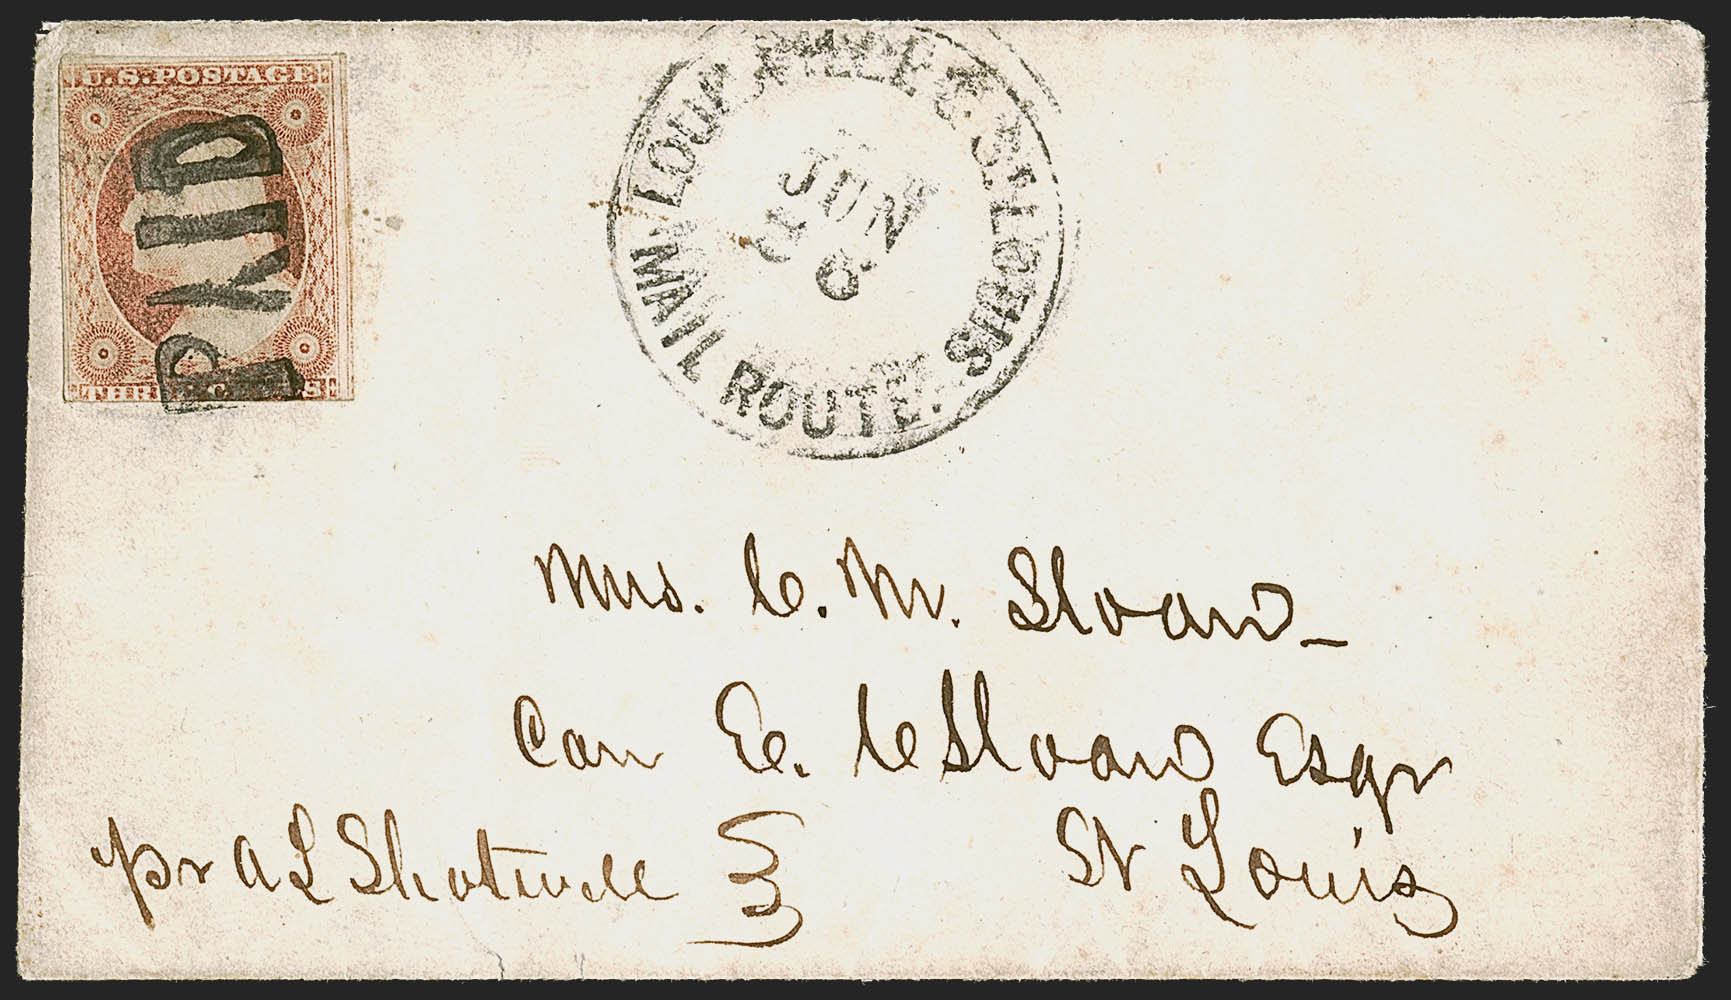 U.S. POSTAGE
PAID
THREE CENTS
LOUISVILLE & ST. LOUIS MAIL ROUTE.
JUN
6
Mrs. C. M. Sloan
Care E. C Sloan Esqr
pr A L Shotwell
St Louis